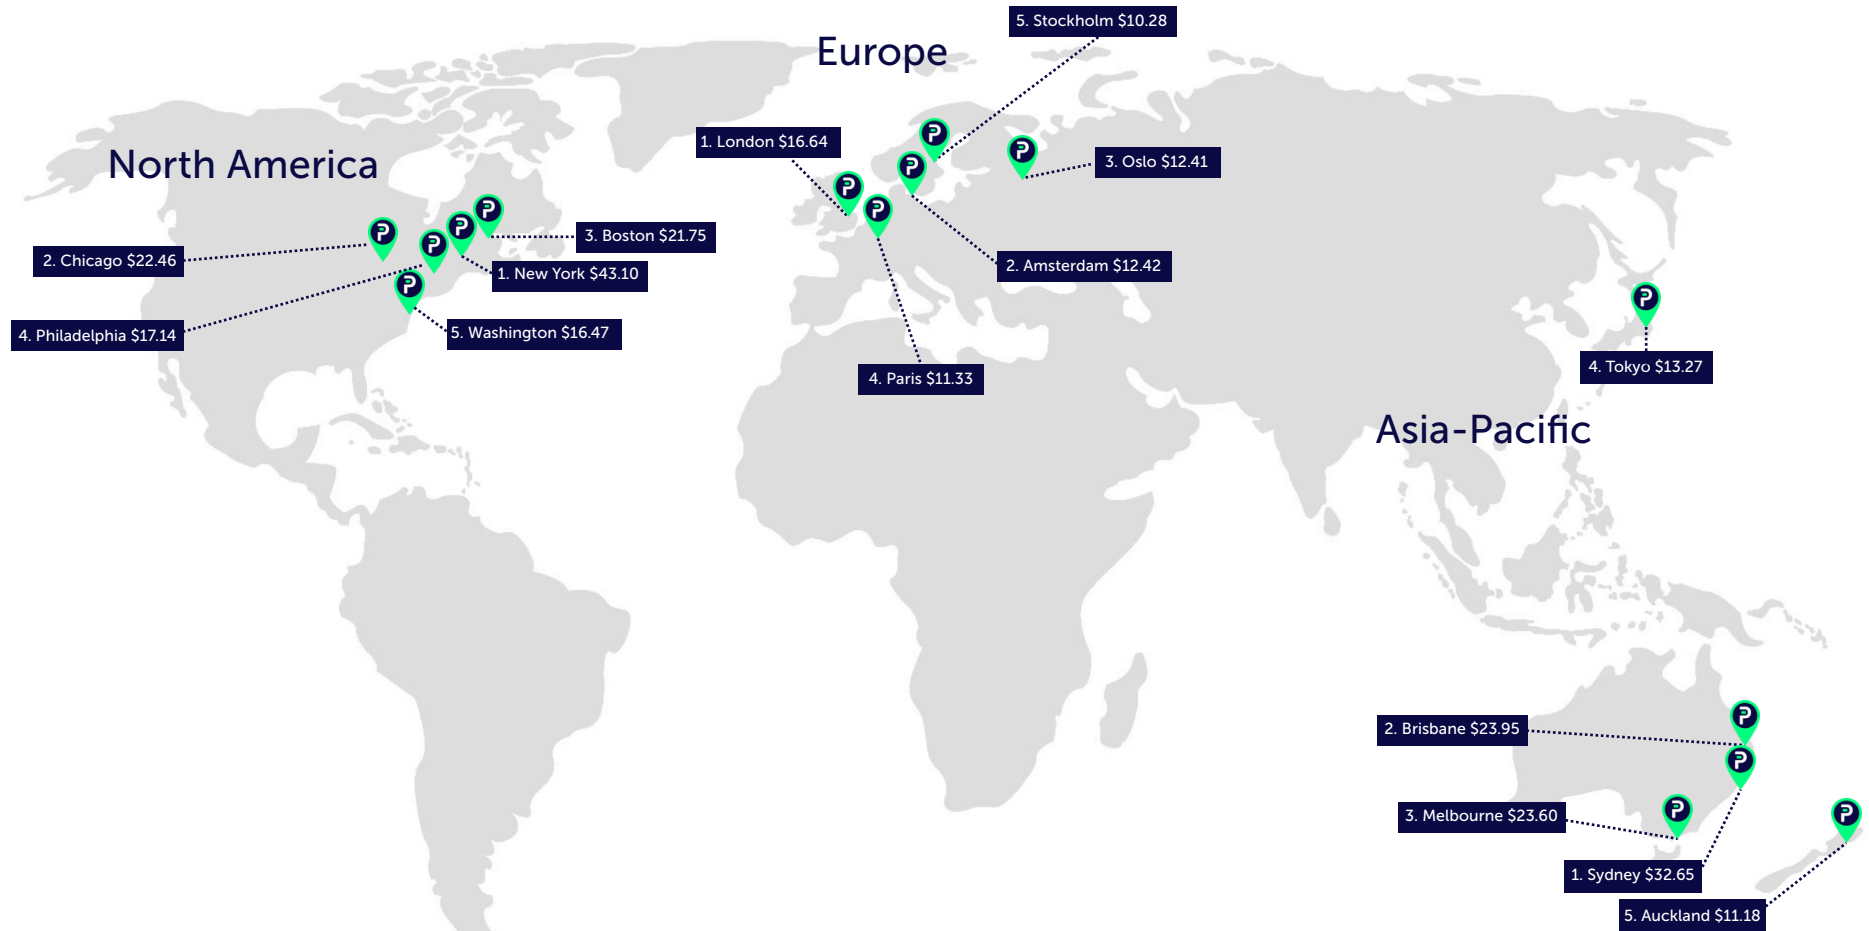 5. Stockholm $10.28
Europe
1. London $16.64
North America
3. Oslo $12.41
3. Boston $21.75
2. Chicago $22.46
1. New York $43.10
2. Amsterdam $12.42
4. Philadelphia $17.14
5. Washington $16.47
4. Paris $11.33
4. Tokyo $13.27
Asia-Pacific
2. Brisbane $23.95
3. Melbourne $23.60
1. Sydney $32.65
5. Auckland $11.18